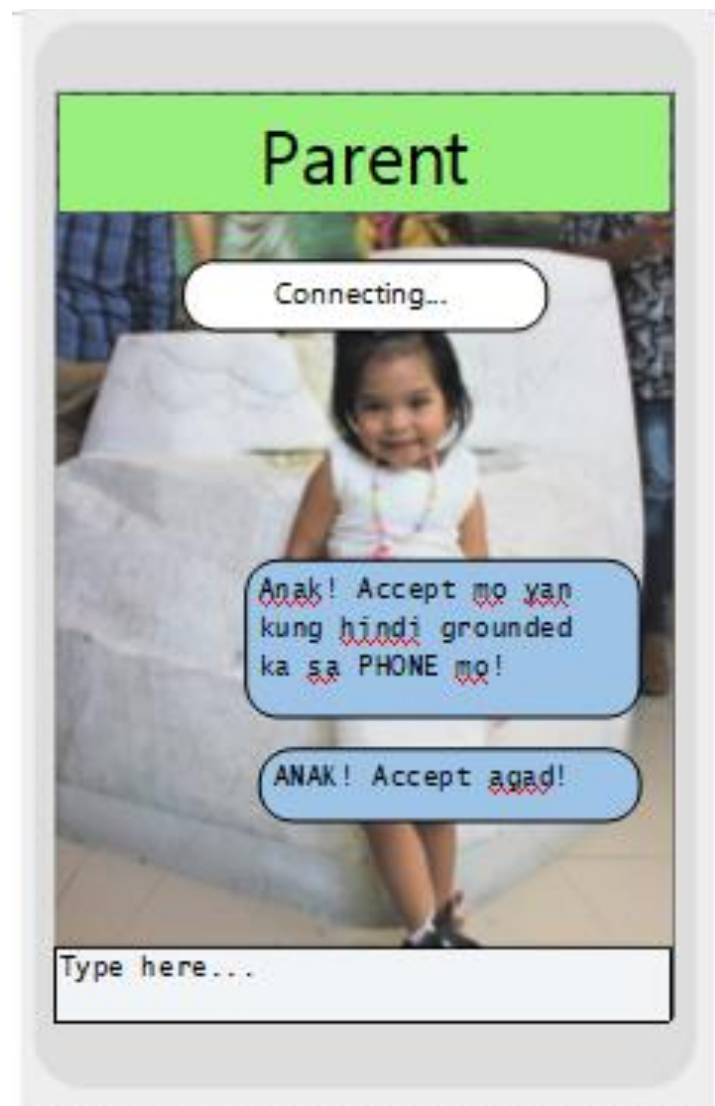 Parent
Connecting...
Anak! Accept mo yan
kung hindi grounded
ka sa PHONE mo!
ANAK! Accept agad!
Type here...